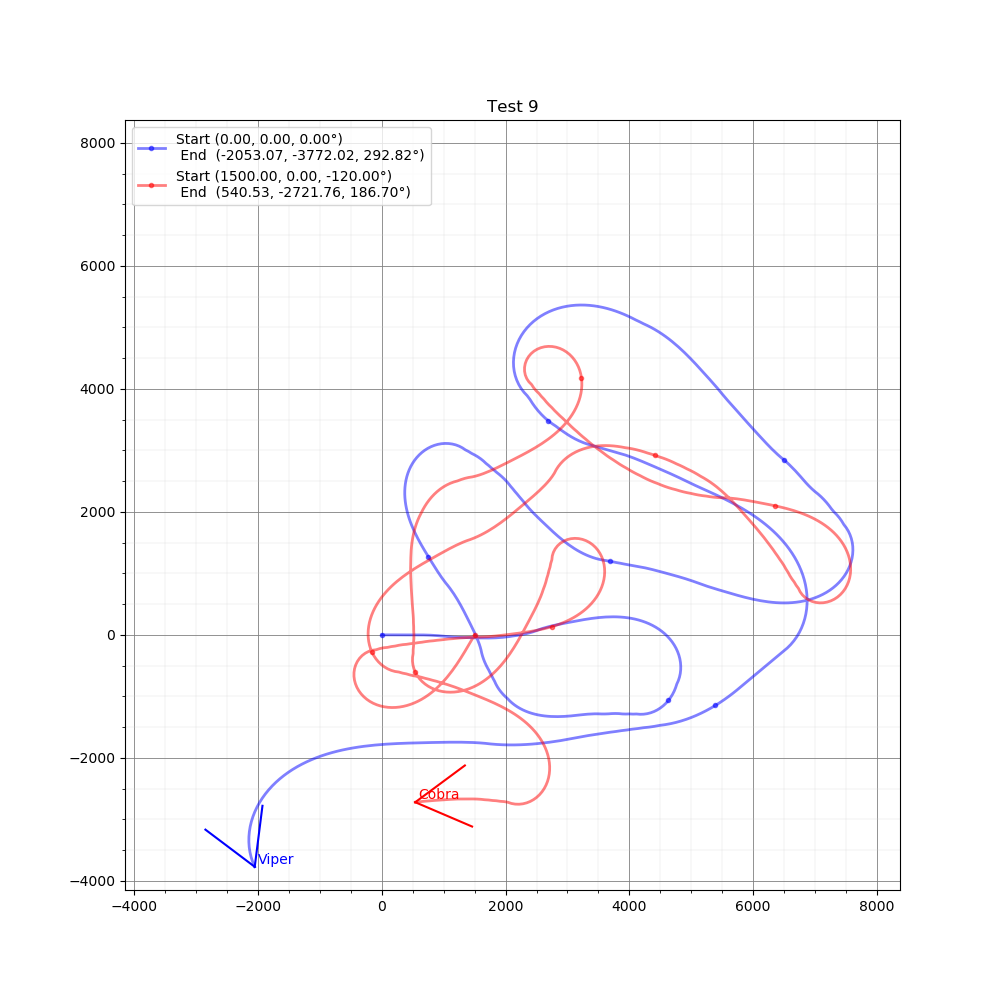 Test 9
Start (0.00, 0.00, 0.00°)
End (-2053.07, -3772.02, 292.82°)
Start (1500.00, 0.00, -120.00°)
End (540.53, -2721.76, 186.70°)
8000
6000
4000
2000
0
−2000
−4000
Cobra
Viper
−4000 −2000 0 2000 4000 6000 8000